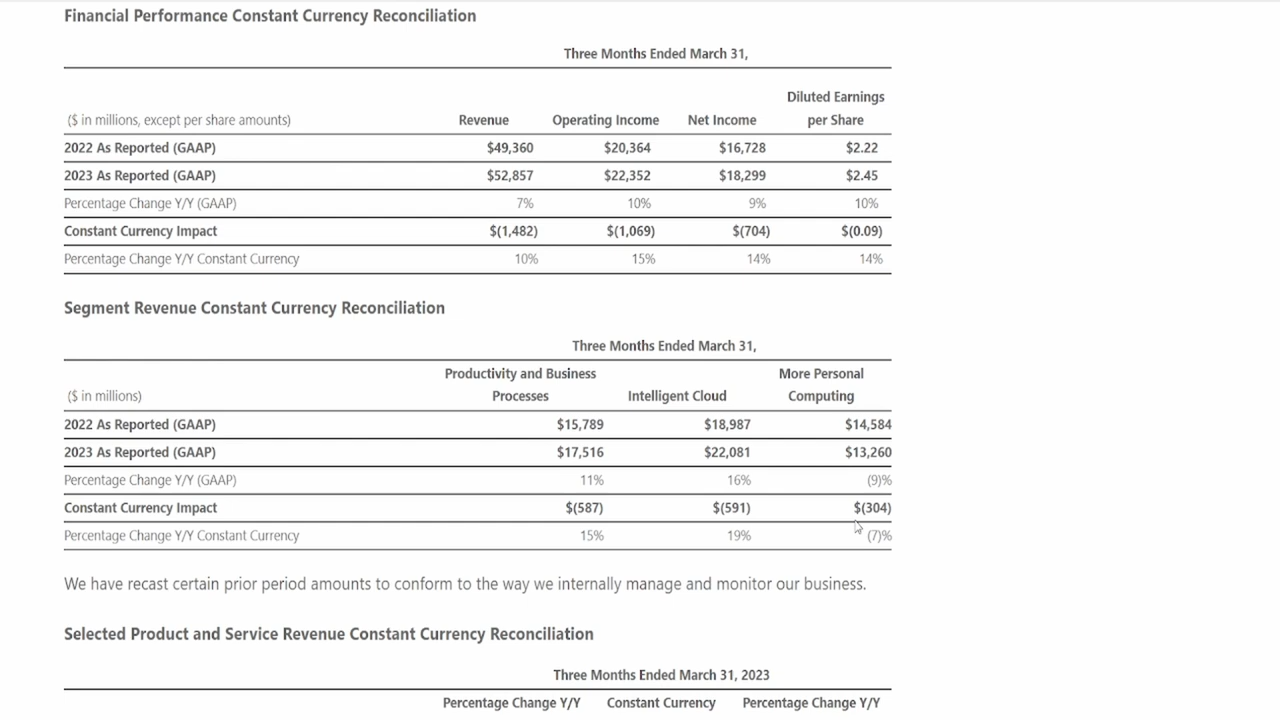 Financial Performance Constant Currency Reconciliation
Three Months Ended March 31,
Diluted Earnings
($ in millions, except per share amounts) Revenue Operating Income Net Income per Share
2022 As Reported (GAAP) $49,360 $20,364 $16,728 $2.22
2023 As Reported (GAAP) $52,857 $22,352 $18,299 $2.45
Percentage Change Y/Y (GAAP) 7% 10% 9% 10%
Constant Currency Impact $(1,482) $(1,069) $(704) $(0.09)
Percentage Change Y/Y Constant Currency 10% 15% 14% 14%
Segment Revenue Constant Currency Reconciliation
Three Months Ended March 31,
Productivity and Business More Personal
($ in millions) Processes Intelligent Cloud Computing
2022 As Reported (GAAP) $15,789 $18,987 $14,584
2023 As Reported (GAAP) $17,516 $22,081 $13,260
Percentage Change Y/Y (GAAP) 11% 16% (9)%
Constant Currency Impact $(587) $(591) $(304)
Percentage Change Y/Y Constant Currency 15% 19% (7)%
We have recast certain prior period amounts to conform to the way we internally manage and monitor our business.
Selected Product and Service Revenue Constant Currency Reconciliation
Three Months Ended March 31, 2023
Percentage Change Y/Y Constant Currency Percentage Change Y/Y